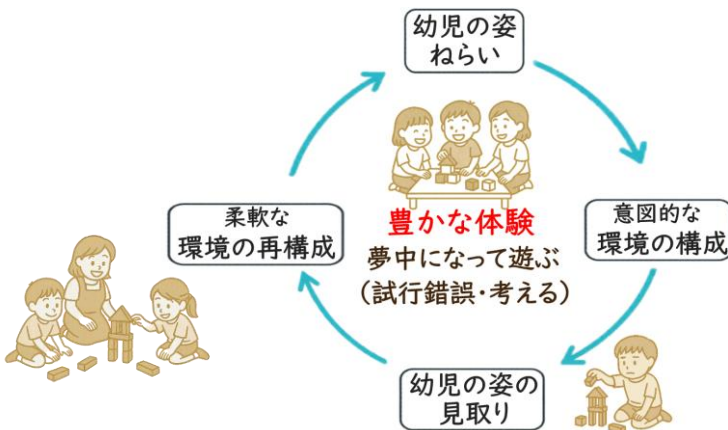 幼児の姿
ねらい
豊かな体験
夢中になって遊ぶ
（試行錯誤・考える）
意図的な
環境の構成
幼児の姿の
見取り
柔軟な
環境の再構成